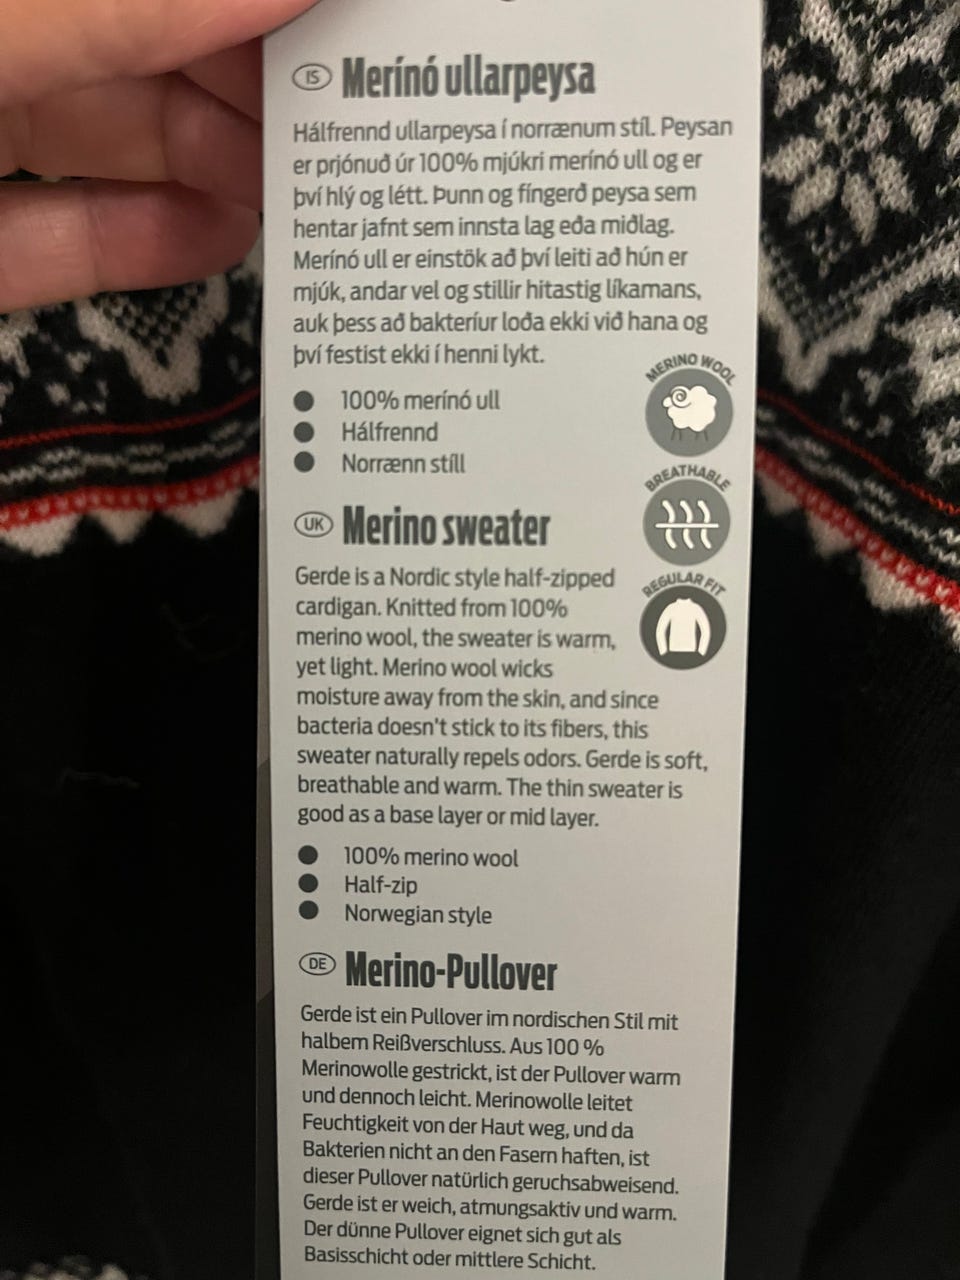 IS Merínó ullarpeysa
Hálfrennd ullarpeysa í norrænum stíl. Peysan
er prjónuð úr 100% mjúkri merínó ull og er
því hlý og létt. Þunn og fíngerð peysa sem
hentar jafnt sem innsta lag eða miðlag.
Merínó ull er einstök að því leiti að hún er
mjúk, andar vel og stillir hitastig líkamans,
auk þess að bakteríur loða ekki við hana og
því festist ekki í henni lykt.
MERINO WOOL
100% merínó ull
Hálfrennd
Norrænn stíll
BREATHABLE
UK Merino sweater
REGULAR FIT
Gerde is a Nordic style half-zipped
cardigan. Knitted from 100%
merino wool, the sweater is warm,
yet light. Merino wool wicks
moisture away from the skin, and since
bacteria doesn't stick to its fibers, this
sweater naturally repels odors. Gerde is soft,
breathable and warm. The thin sweater is
good as a base layer or mid layer.
100% merino wool
Half-zip
Norwegian style
DE Merino-Pullover
Gerde ist ein Pullover im nordischen Stil mit
halbem Reißverschluss. Aus 100 %
Merinowolle gestrickt, ist der Pullover warm
und dennoch leicht. Merinowolle leitet
Feuchtigkeit von der Haut weg, und da
Bakterien nicht an den Fasern haften, ist
dieser Pullover natürlich geruchsabweisend.
Gerde ist er weich, atmungsaktiv und warm.
Der dünne Pullover eignet sich gut als
Basisschicht oder mittlere Schicht.